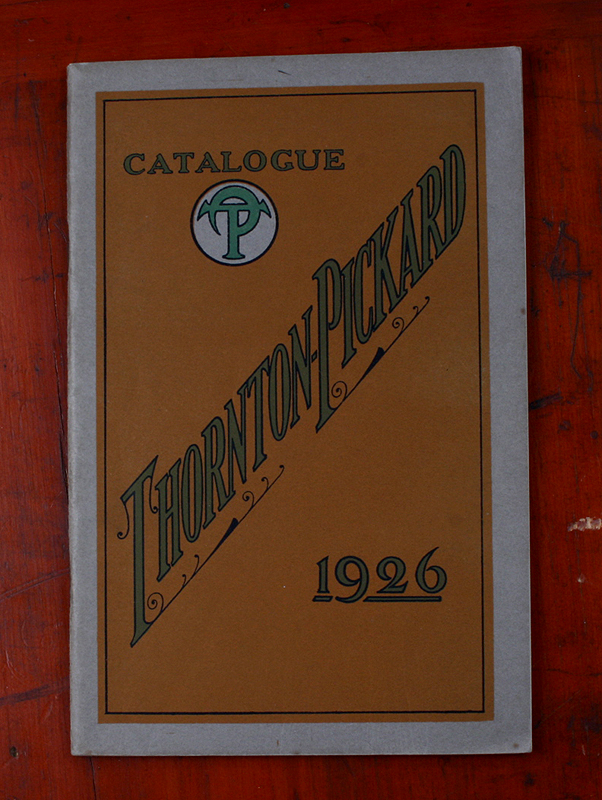 CATALOGUE
TP
THORNTON-PICKARD
1926